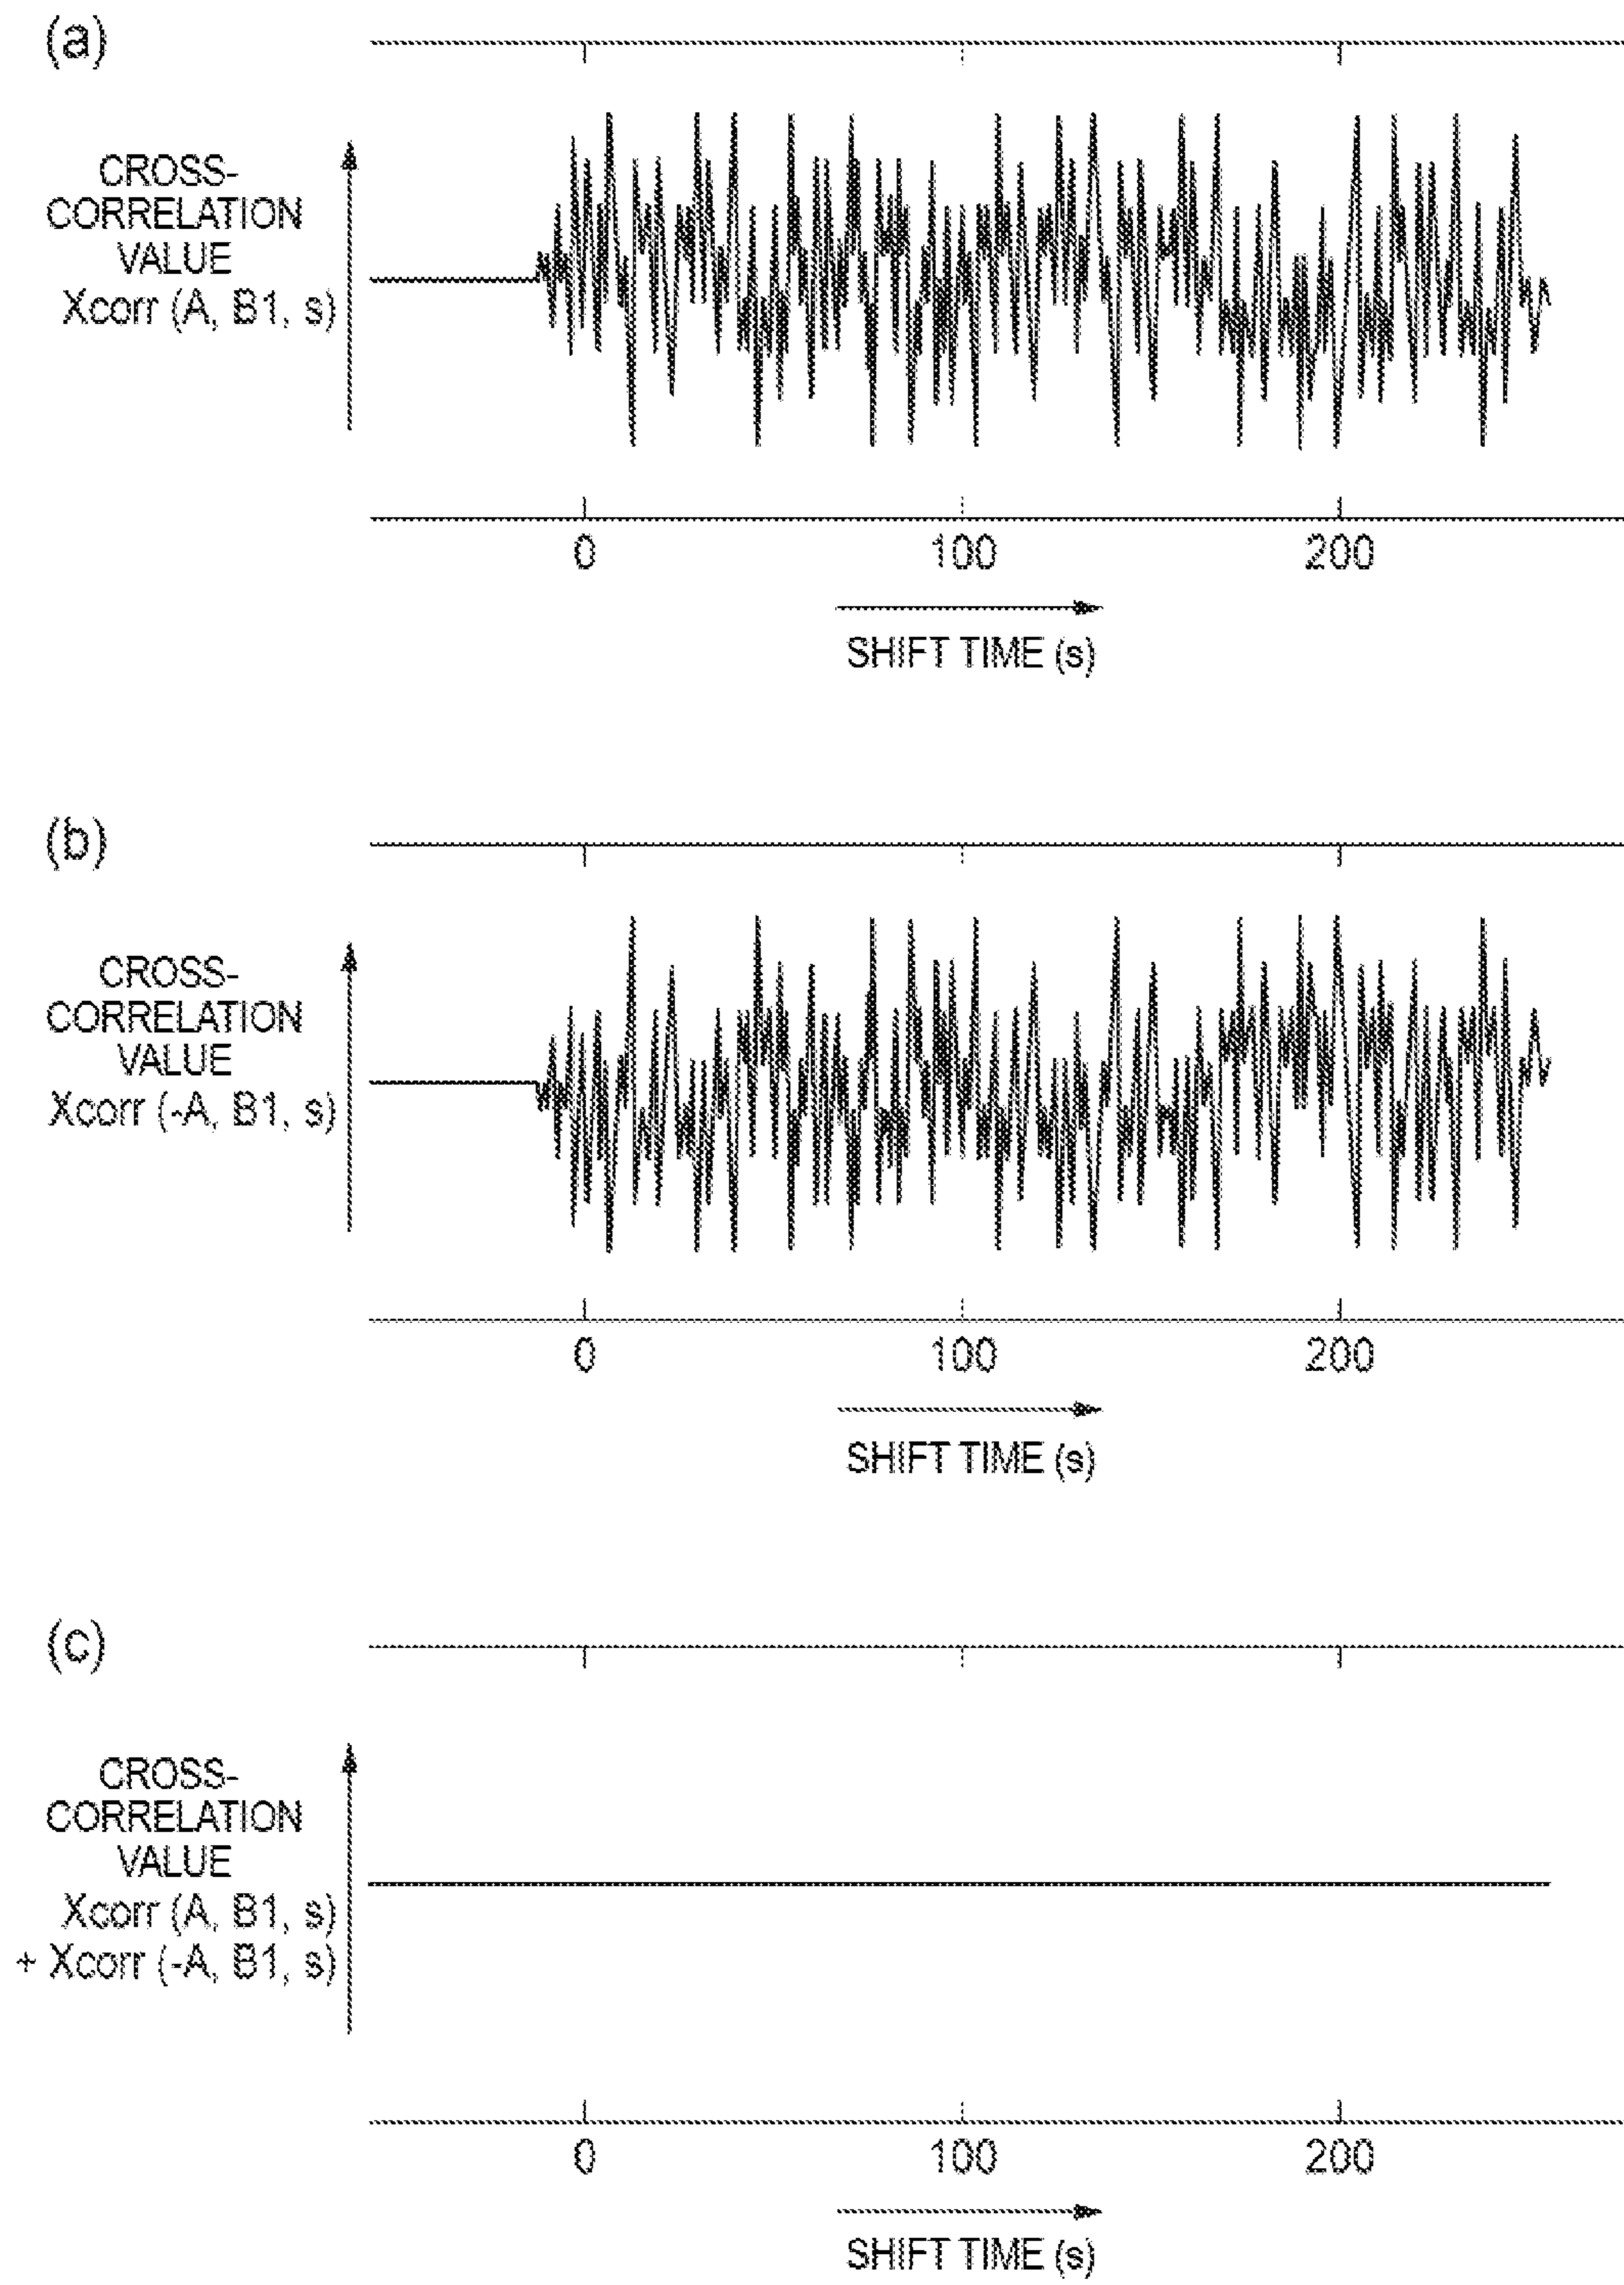 (a)
CROSS-
CORRELATION
VALUE
Xcorr (A, B1, s)
0 100 200
SHIFT TIME (s)
(b)
CROSS-
CORRELATION
VALUE
Xcorr (-A, B1, s)
0 100 200
SHIFT TIME (s)
(c)
CROSS-
CORRELATION
VALUE
Xcorr (A, B1, s)
+ Xcorr (-A, B1, s)
0 100 200
SHIFT TIME (s)